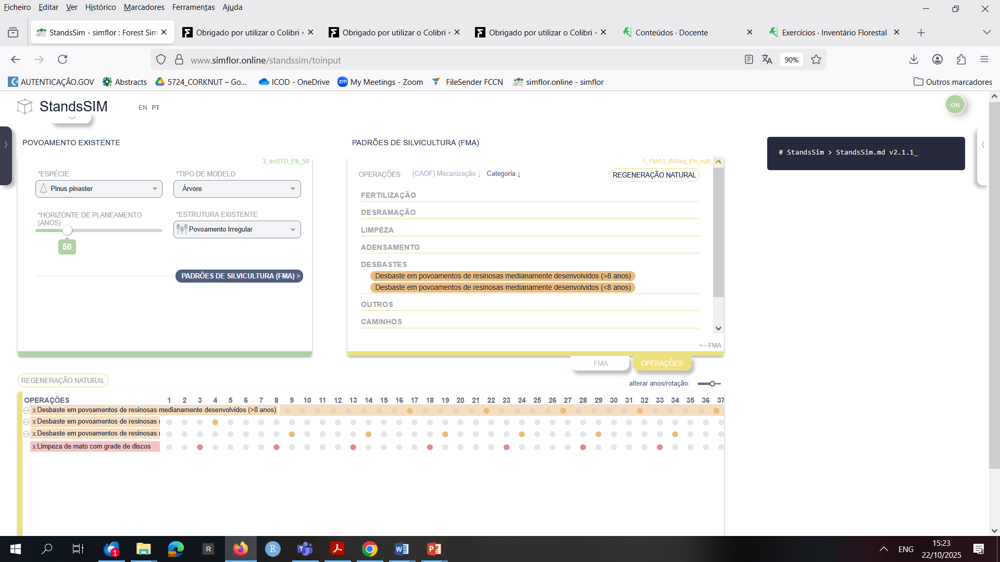 Ficheiro Editar Ver Histórico Marcadores Ferramentas Ajuda
StandsSim - simflor : Forest Sim
Obrigado por utilizar o Colibri •
Obrigado por utilizar o Colibri •
Obrigado por utilizar o Colibri •
Conteúdos · Docente
Exercícios · Inventário Florestal
www.simflor.online/standssim/toinput
90%
AUTENTICAÇÃO.GOV Abstracts 5724_CORKNUT – Go... ICOD - OneDrive zm My Meetings - Zoom FileSender FCCN simflor.online - simflor Outros marcadores
StandsSIM EN PT
ON
POVOAMENTO EXISTENTE
3_exSTD_Pb_50
*ESPÉCIE *TIPO DE MODELO
Pinus pinaster Árvore
*HORIZONTE DE PLANEAMENTO (ANOS) *ESTRUTURA EXISTENTE
Povoamento Irregular
50
PADRÕES DE SILVICULTURA (FMA) >
PADRÕES DE SILVICULTURA (FMA)
1_FMA3_IRReg_Pb_natr_
OPERAÇÕES (CAOF) Mecanização ↓ Categoria ↓ REGENERAÇÃO NATURAL
FERTILIZAÇÃO
DESRAMAÇÃO
LIMPEZA
ADENSAMENTO
DESBASTES
Desbaste em povoamentos de resinosas medianamente desenvolvidos (>8 anos)
Desbaste em povoamentos de resinosas medianamente desenvolvidos (<8 anos)
OUTROS
CAMINHOS
<-- FMA
FMA OPERAÇÕES
# StandsSim > StandsSim.md v2.1.1_
REGENERAÇÃO NATURAL
alterar anos/rotação:
OPERAÇÕES 1 2 3 4 5 6 7 8 9 10 11 12 13 14 15 16 17 18 19 20 21 22 23 24 25 26 27 28 29 30 31 32 33 34 35 36 37
x Desbaste em povoamentos de resinosas medianamente desenvolvidos (>8 anos)
x Desbaste em povoamentos de resinosas
x Desbaste em povoamentos de resinosas
x Limpeza de mato com grade de discos
1
R
R
ENG
15:23
22/10/2025